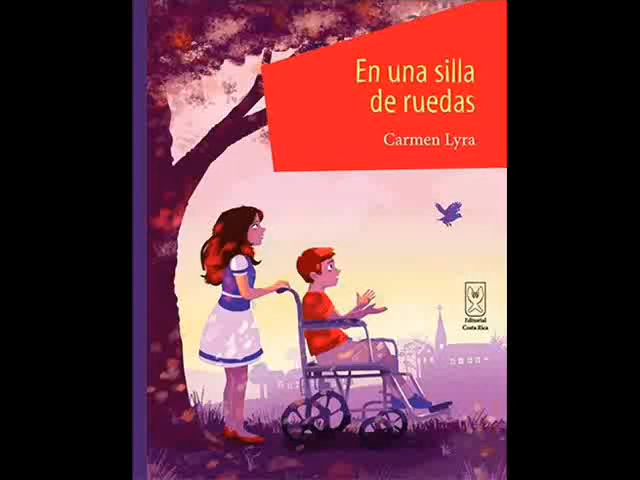 En una silla
de ruedas
Carmen Lyra
Editorial
Costa Rica